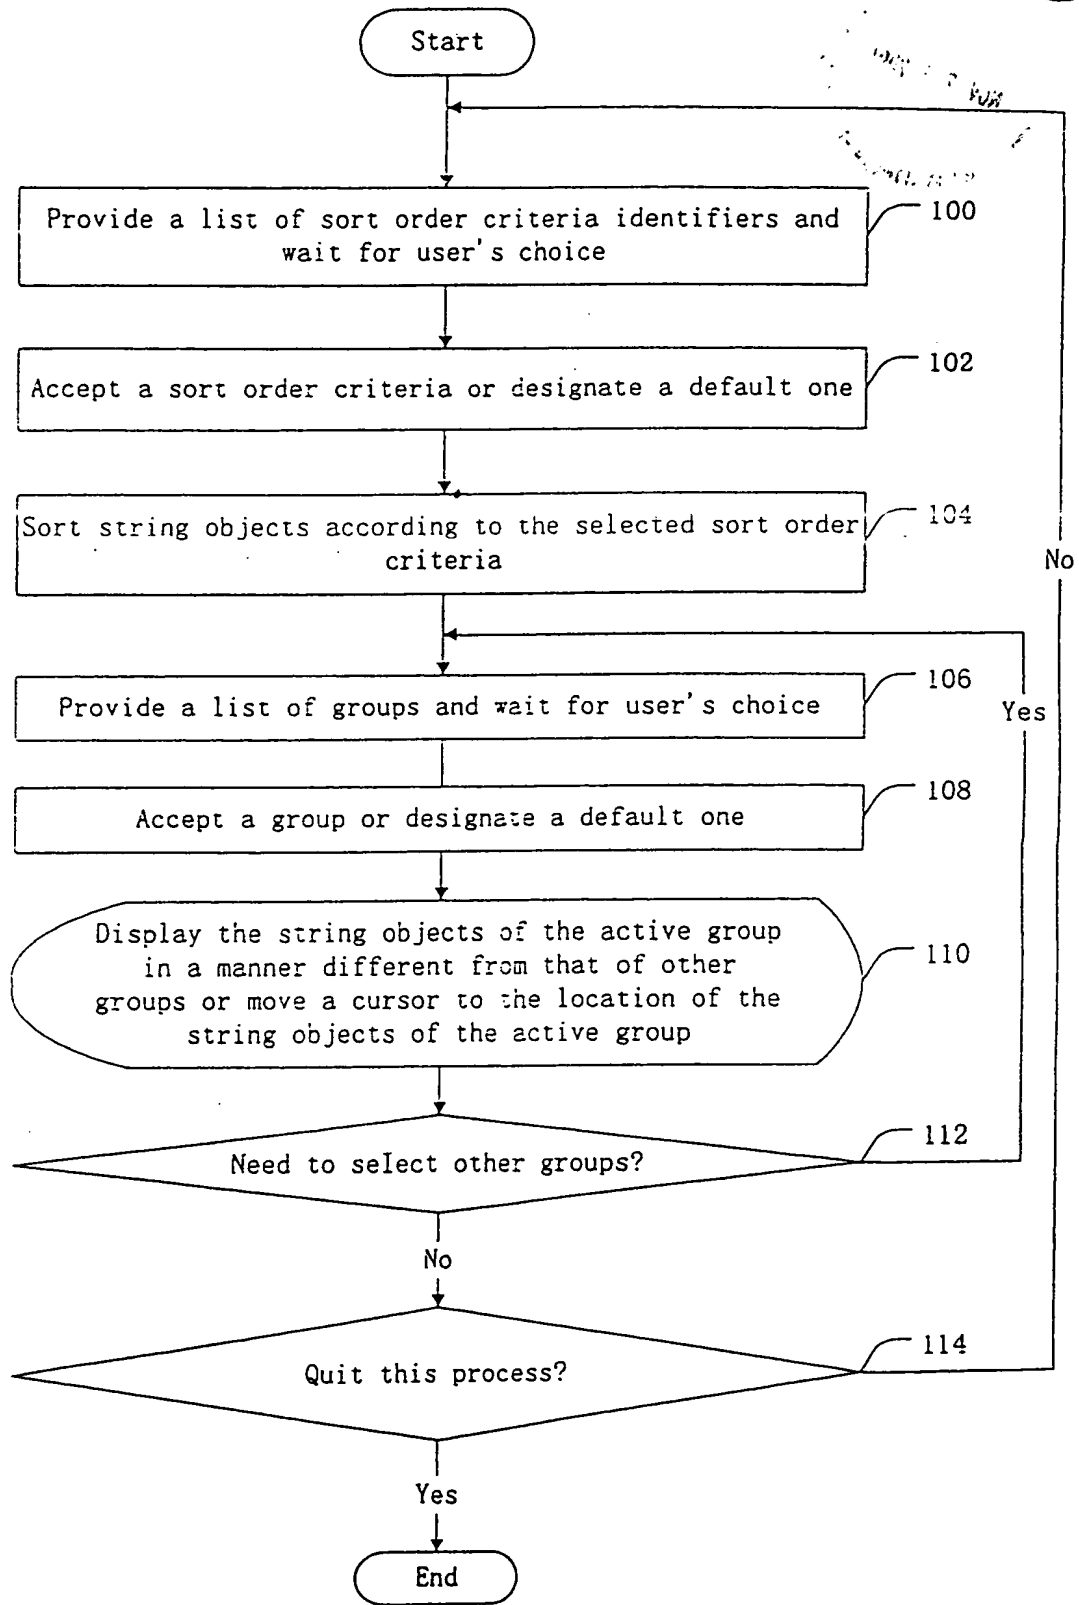 Start
Provide a list of sort order criteria identifiers and
wait for user's choice
100
Accept a sort order criteria or designate a default one
102
Sort string objects according to the selected sort order
criteria
104
No
Provide a list of groups and wait for user's choice
106
Yes
Accept a group or designate a default one
108
Display the string objects of the active group
in a manner different from that of other
groups or move a cursor to the location of the
string objects of the active group
110
Need to select other groups?
112
No
Quit this process?
114
Yes
End